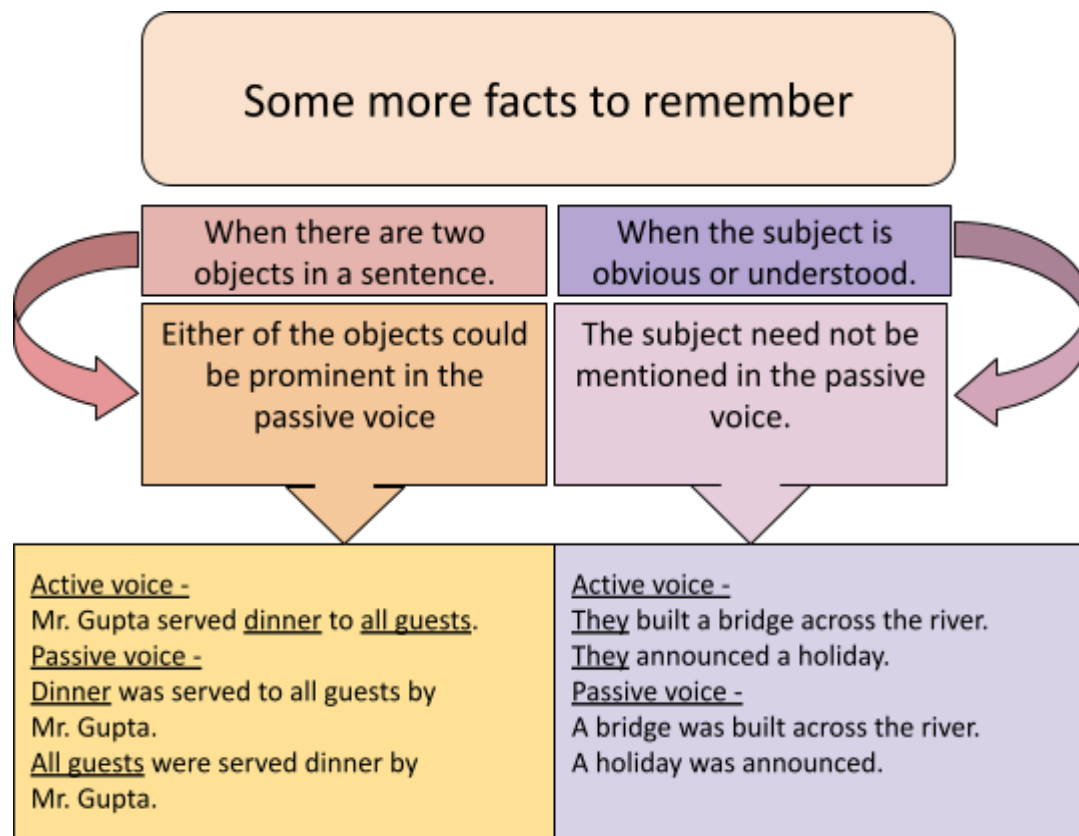 Some more facts to remember
When there are two
objects in a sentence.
Either of the objects could
be prominent in the
passive voice
When the subject is
obvious or understood.
The subject need not be
mentioned in the passive
voice.
Active voice -
Mr. Gupta served dinner to all guests.
Passive voice -
Dinner was served to all guests by
Mr. Gupta.
All guests were served dinner by
Mr. Gupta.
Active voice -
They built a bridge across the river.
They announced a holiday.
Passive voice -
A bridge was built across the river.
A holiday was announced.